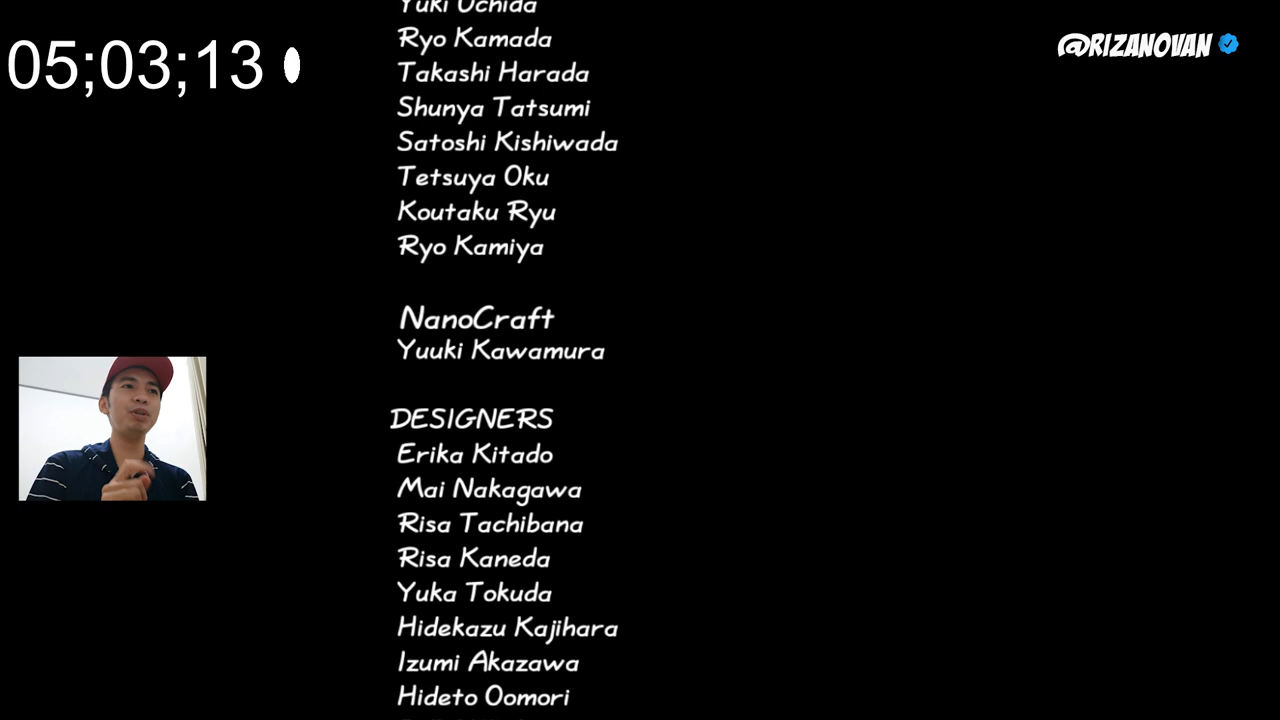 Yuki Uchida
05;03;13
@RIZANOVAN
Ryo Kamada
Takashi Harada
Shunya Tatsumi
Satoshi Kishiwada
Tetsuya Oku
Koutaku Ryu
Ryo Kamiya
NanoCraft
Yuuki Kawamura
DESIGNERS
Erika Kitado
Mai Nakagawa
Risa Tachibana
Risa Kaneda
Yuka Tokuda
Hidekazu Kajihara
Izumi Akazawa
Hideto Oomori